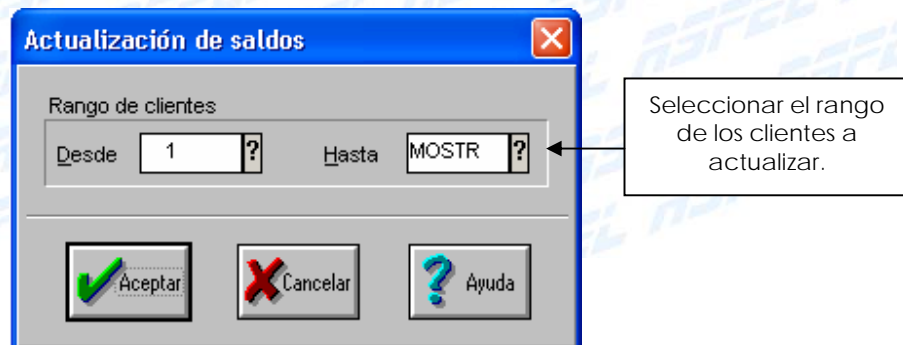 Actualización de saldos
Rango de clientes
Desde 1 ? Hasta MOSTR ?
Aceptar Cancelar ? Ayuda
Seleccionar el rango
de los clientes a
actualizar.
ASPEL